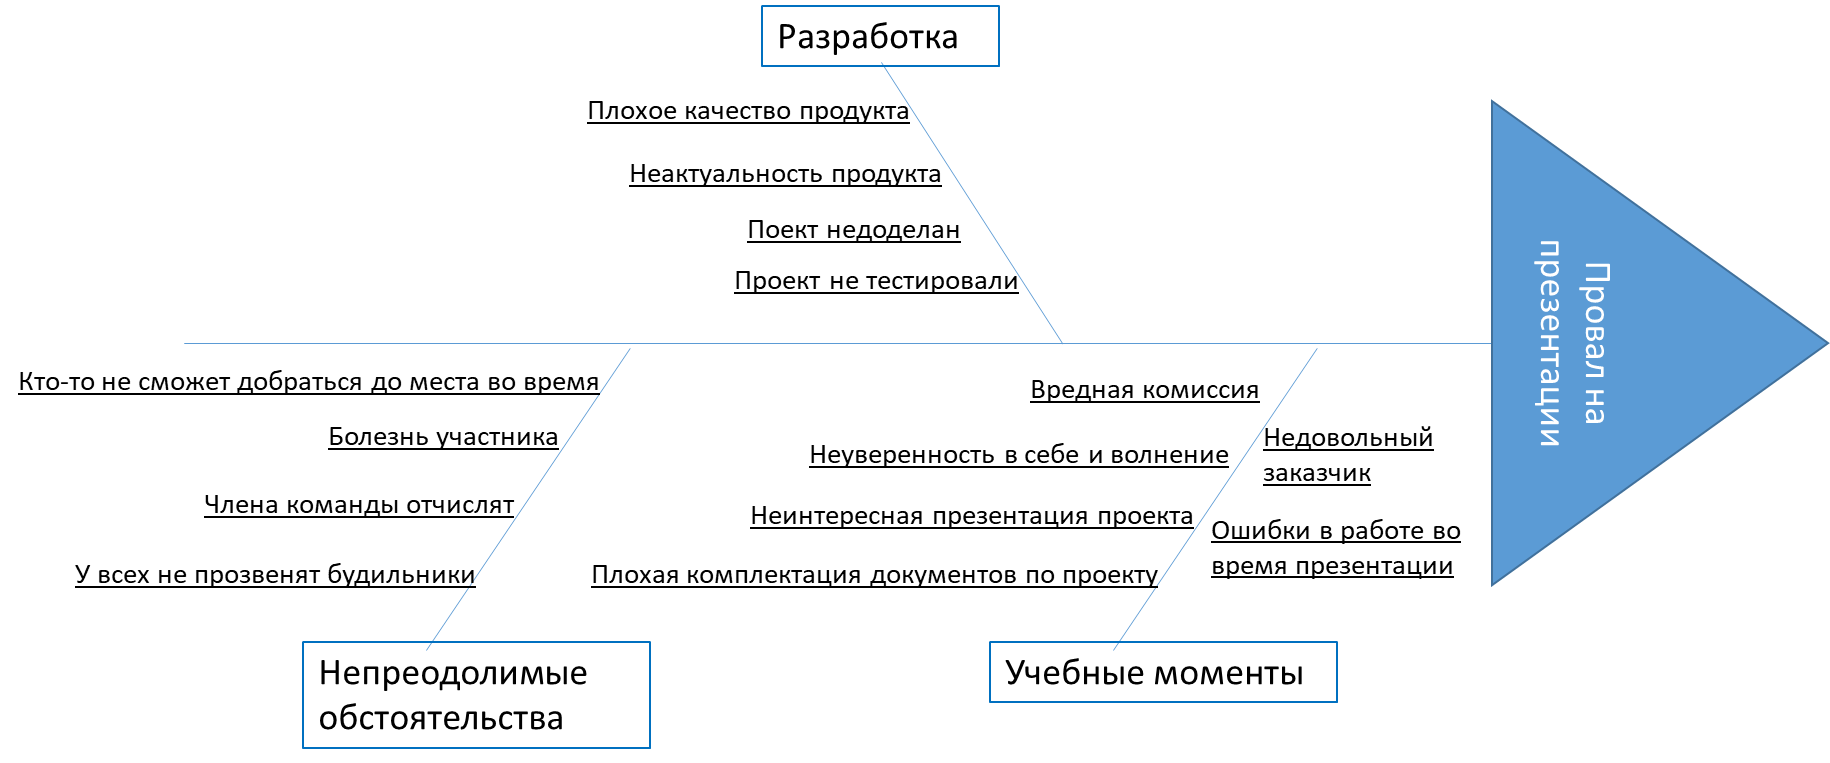 Разработка
Плохое качество продукта
Неактуальность продукта
Поект недоделан
Проект не тестировали
Провал на
презентации
Кто-то не сможет добраться до места во время
Болезнь участника
Члена команды отчислят
У всех не прозвенят будильники
Непреодолимые
обстоятельства
Вредная комиссия
Неуверенность в себе и волнение
Неинтересная презентация проекта
Плохая комплектация документов по проекту
Недовольный
заказчик
Ошибки в работе во
время презентации
Учебные моменты